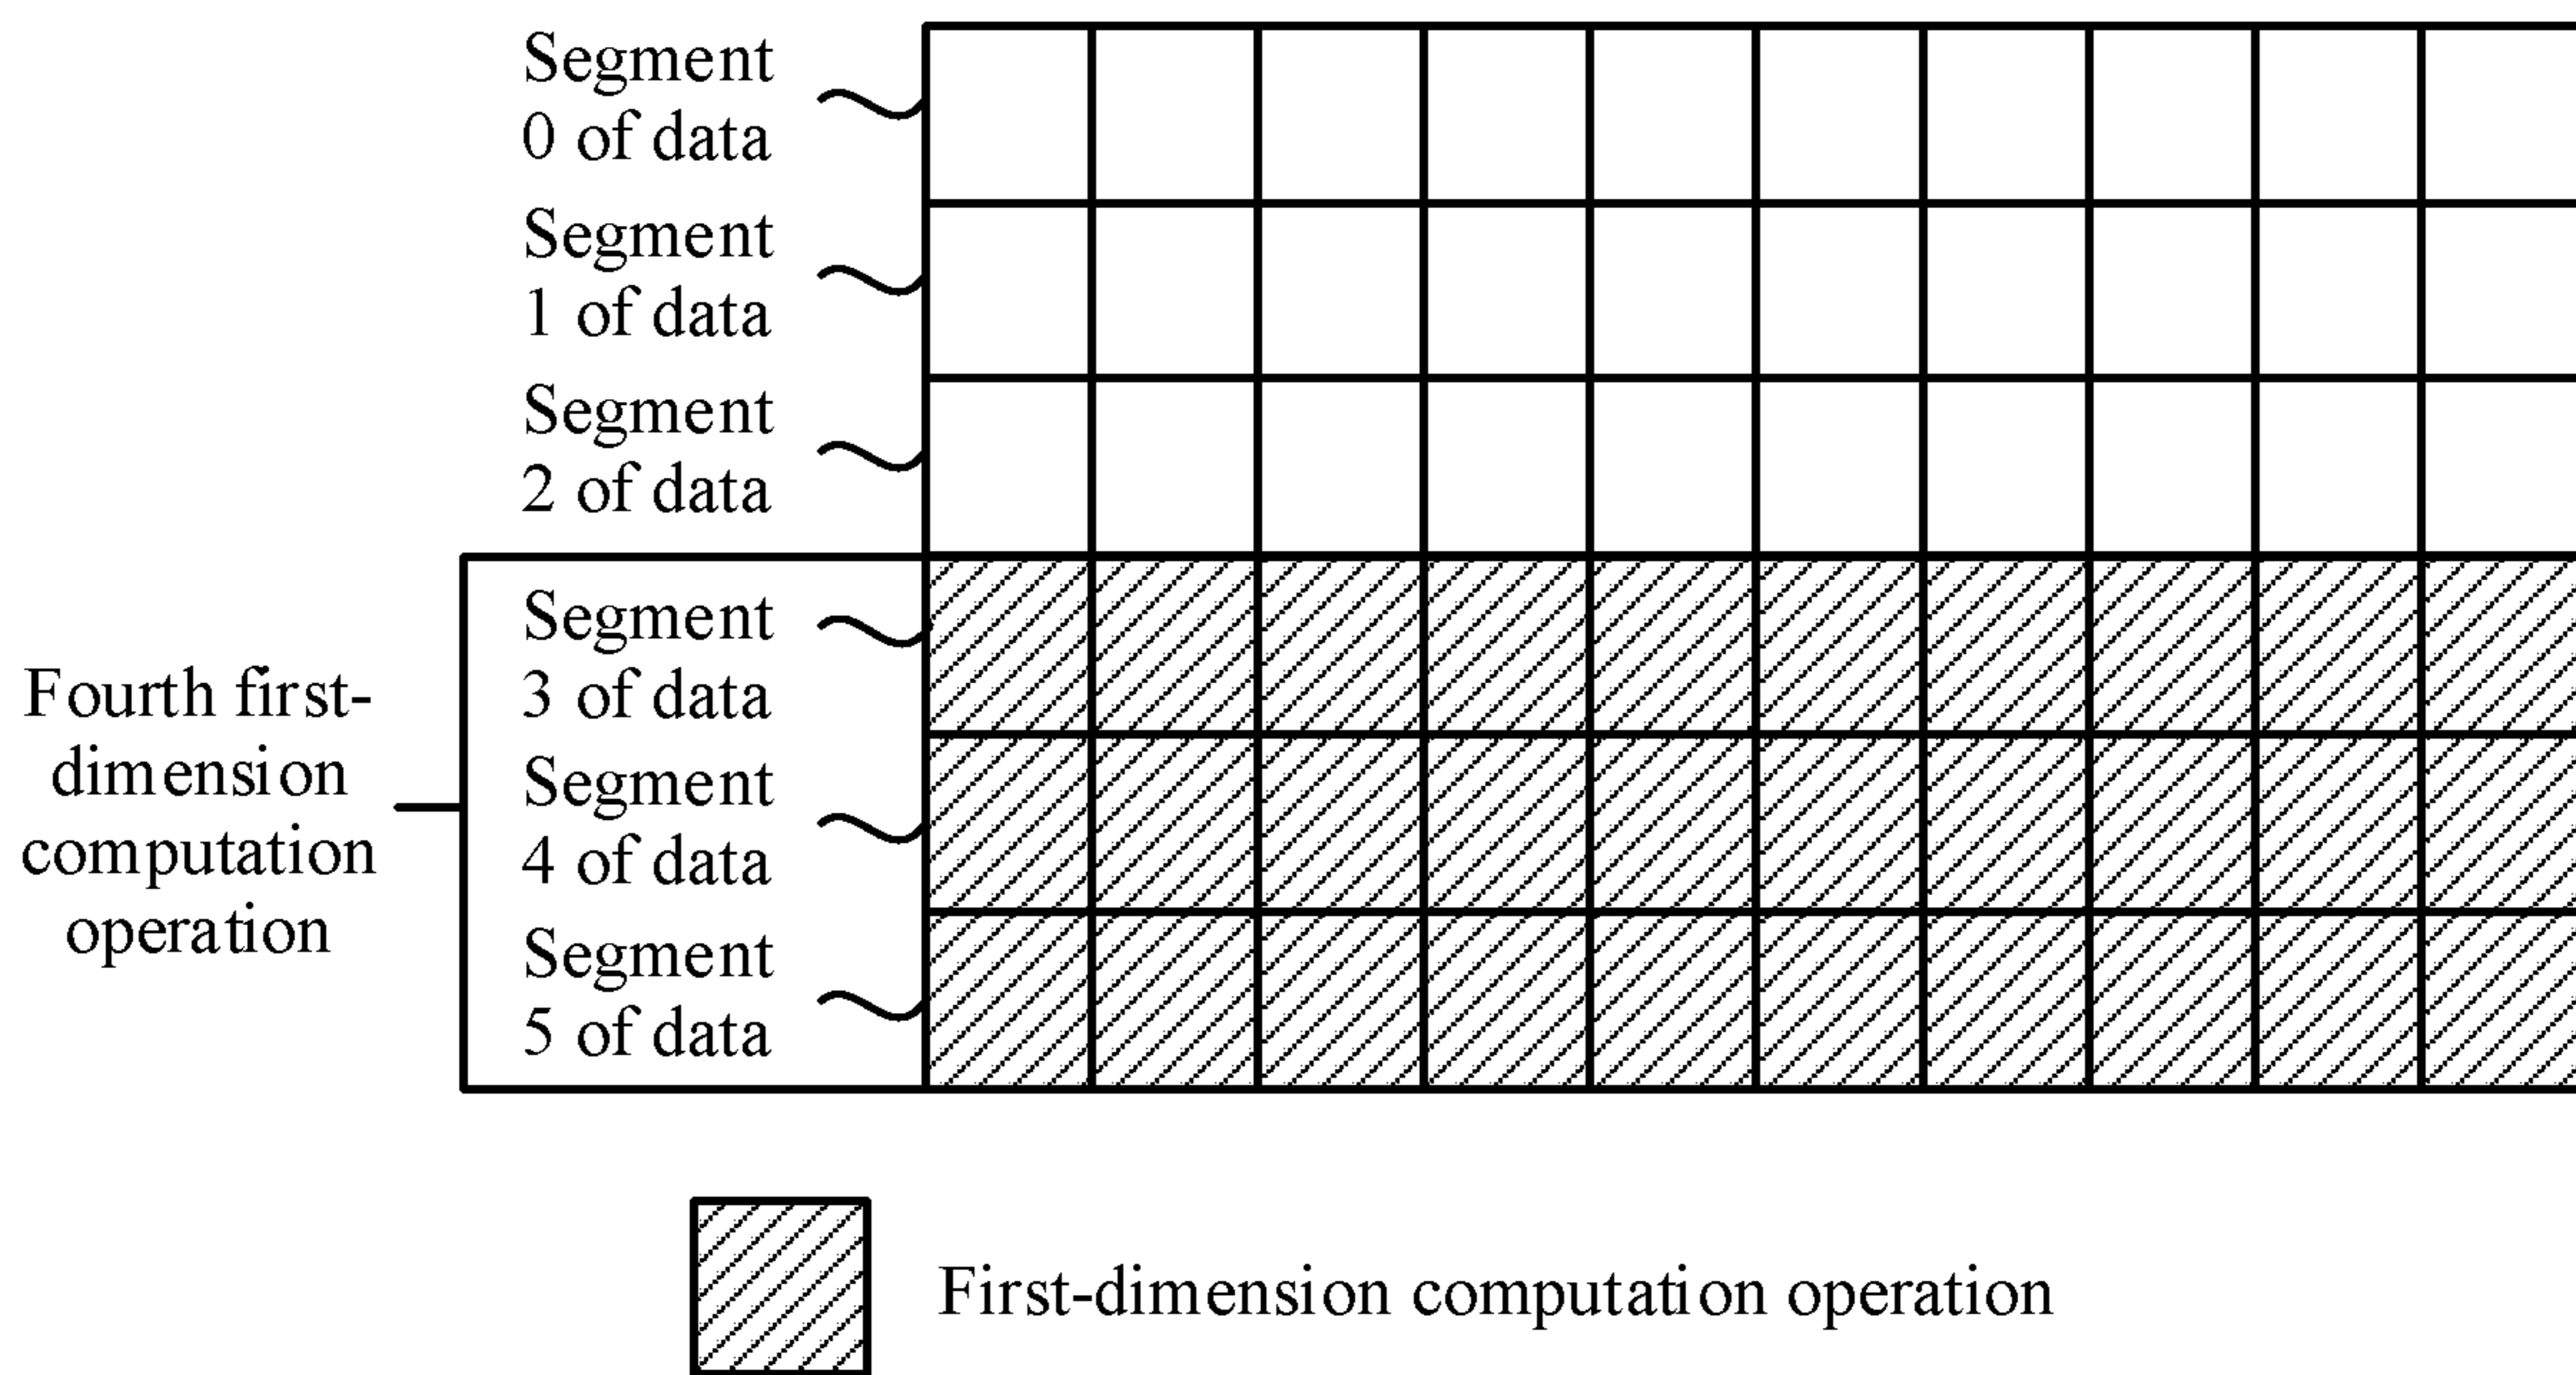 Segment
0 of data
Segment
1 of data
Segment
2 of data
Fourth first-
dimension
computation
operation
Segment
3 of data
Segment
4 of data
Segment
5 of data
First-dimension computation operation